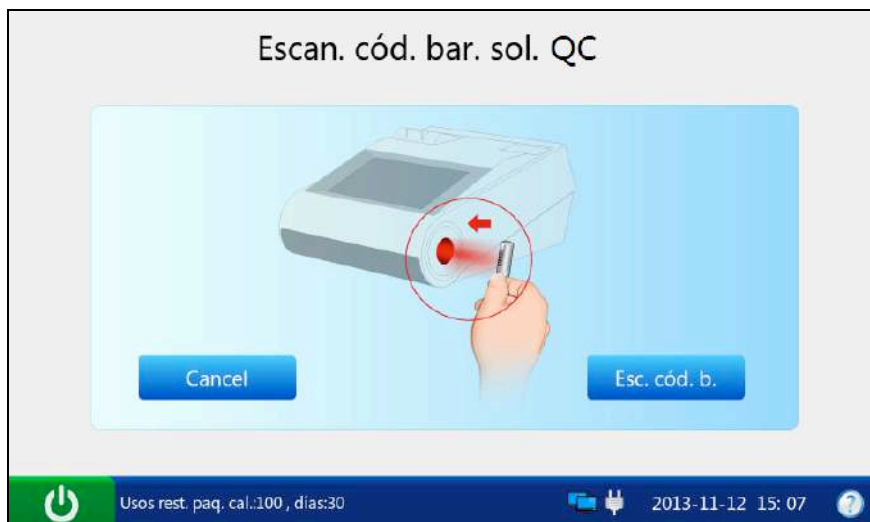 Escan. cód. bar. sol. QC
Cancel
Esc. cód. b.
Usos rest. paq. cal.:100 , dias:30
2013-11-12 15: 07
?